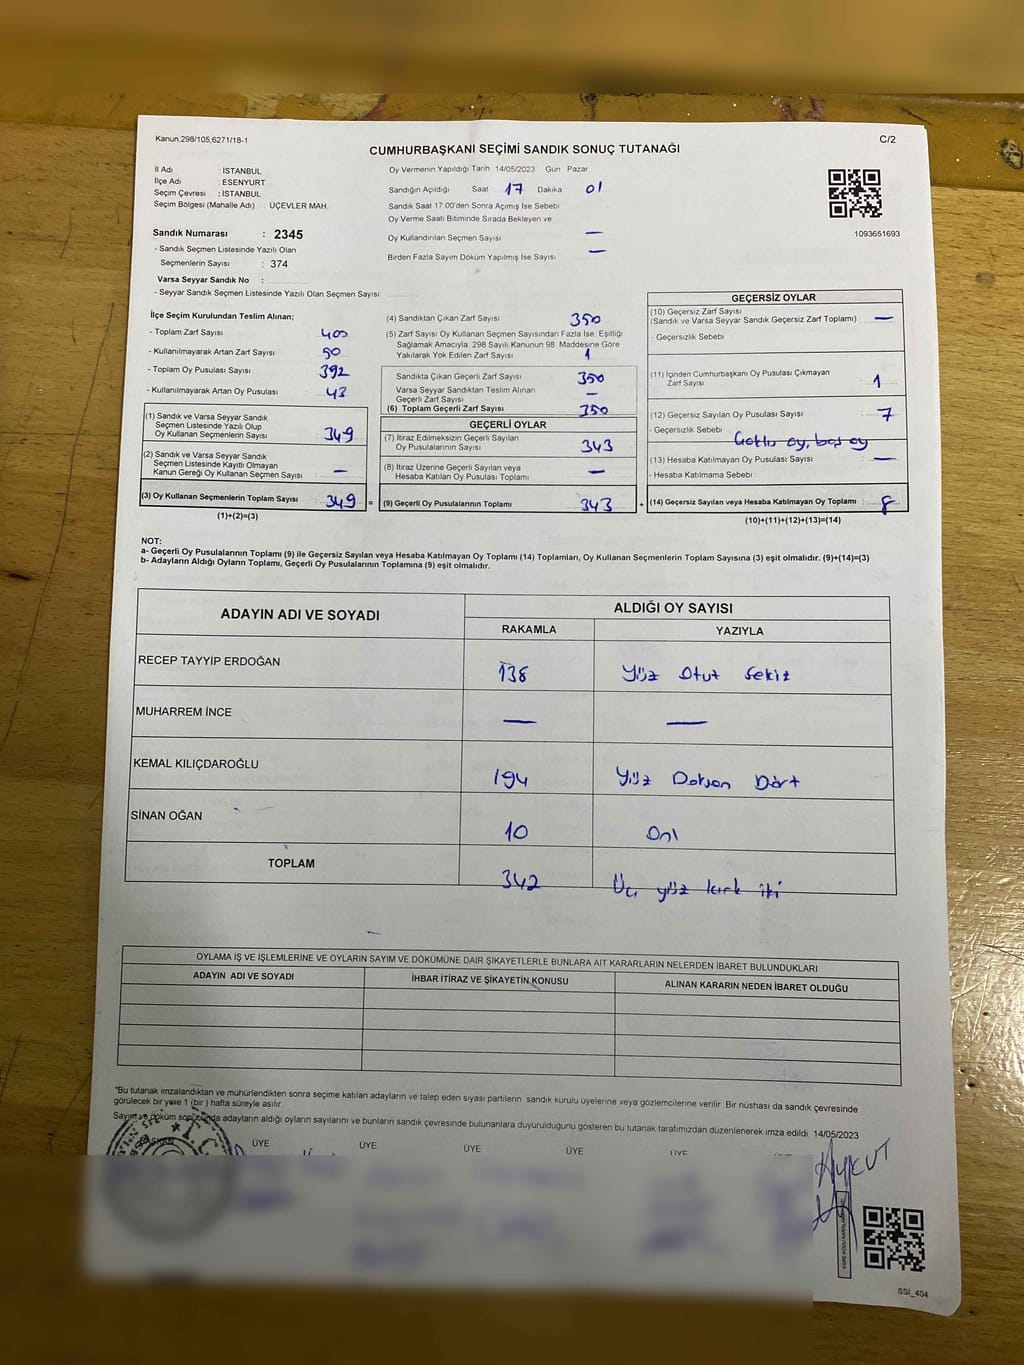 Kanun;298/105,6271/18-1
C/2
CUMHURBAŞKANI SEÇİMİ SANDIK SONUÇ TUTANAĞI
İl Adı : İSTANBUL
İlçe Adı : ESENYURT
Seçim Çevresi : İSTANBUL
Seçim Bölgesi (Mahalle Adı) : ÜÇEVLER MAH.
Sandık Numarası : 2345
- Sandık Seçmen Listesinde Yazılı Olan
Seçmenlerin Sayısı : 374
Varsa Seyyar Sandık No :
- Seyyar Sandık Seçmen Listesinde Yazılı Olan Seçmen Sayısı
Oy Vermenin Yapıldığı Tarih 14/05/2023 Gün Pazar
Sandığın Açıldığı Saat 17 Dakika 01
Sandık Saat 17.00'den Sonra Açımış İse Sebebi
Oy Verme Saati Bitiminde Sırada Bekleyen ve
Oy Kullandırılan Seçmen Sayısı —
Birden Fazla Sayım Döküm Yapılmış İse Sayısı —
1093651693
İlçe Seçim Kurulundan Teslim Alınan;
- Toplam Zarf Sayısı 400
- Kullanılmayarak Artan Zarf Sayısı 50
- Toplam Oy Pusulası Sayısı 392
- Kullanılmayarak Artan Oy Pusulası 43
(1) Sandık ve Varsa Seyyar Sandık
Seçmen Listesinde Yazılı Olup
Oy Kullanan Seçmenlerin Sayısı 349
(2) Sandık ve Varsa Seyyar Sandık
Seçmen Listesinde Kayıtlı Olmayan
Kanun Gereği Oy Kullanan Seçmen Sayısı —
(3) Oy Kullanan Seçmenlerin Toplam Sayısı 349 =
(1)+(2)=(3)
(4) Sandıktan Çıkan Zarf Sayısı 350
(5) Zarf Sayısı Oy Kullanan Seçmen Sayısından Fazla İse, Eşitliği
Sağlamak Amacıyla, 298 Sayılı Kanunun 98. Maddesine Göre
Yakılarak Yok Edilen Zarf Sayısı 1
Sandıkta Çıkan Geçerli Zarf Sayısı 350
Varsa Seyyar Sandıktan Teslim Alınan
Geçerli Zarf Sayısı —
(6) Toplam Geçerli Zarf Sayısı 350
GEÇERLİ OYLAR
(7) İtiraz Edilmeksizin Geçerli Sayılan
Oy Pusulalarının Sayısı 343
(8) İtiraz Üzerine Geçerli Sayılan veya
Hesaba Katılan Oy Pusulası Toplamı —
(9) Geçerli Oy Pusulalarının Toplamı 343 +
GEÇERSİZ OYLAR
(10) Geçersiz Zarf Sayısı
(Sandık ve Varsa Seyyar Sandık Geçersiz Zarf Toplamı) : —
- Geçersizlik Sebebi
(11) İçinden Cumhurbaşkanı Oy Pusulası Çıkmayan
Zarf Sayısı 1
(12) Geçersiz Sayılan Oy Pusulası Sayısı 7
- Geçersizlik Sebebi oy, boş oy
(13) Hesaba Katılmayan Oy Pusulası Sayısı —
- Hesaba Katılmama Sebebi
(14) Geçersiz Sayılan veya Hesaba Katılmayan Oy Toplamı 8
(10)+(11)+(12)+(13)=(14)
NOT:
a- Geçerli Oy Pusulalarının Toplamı (9) ile Geçersiz Sayılan veya Hesaba Katılmayan Oy Toplamı (14) Toplamları, Oy Kullanan Seçmenlerin Toplam Sayısına (3) eşit olmalıdır. (9)+(14)=(3)
b- Adayların Aldığı Oyların Toplamı, Geçerli Oy Pusulalarının Toplamına (9) eşit olmalıdır.
ADAYIN ADI VE SOYADI ALDIĞI OY SAYISI
RAKAMLA YAZIYLA
RECEP TAYYİP ERDOĞAN 138 Yüz Otuz Sekiz
MUHARREM İNCE — —
KEMAL KILIÇDAROĞLU 194 Yüz Doksan Dört
SİNAN OĞAN 10 On
TOPLAM 342 Üç yüz kırk iki
OYLAMA İŞ VE İŞLEMLERİNE VE OYLARIN SAYIM VE DÖKÜMÜNE DAİR ŞİKAYETLERLE BUNLARA AİT KARARLARIN NELERDEN İBARET BULUNDUKLARI
ADAYIN ADI VE SOYADI İHBAR İTİRAZ VE ŞİKAYETİN KONUSU ALINAN KARARIN NEDEN İBARET OLDUĞU
*Bu tutanak imzalandıktan ve mühürlendikten sonra seçime katılan adayların ve talep eden siyasi partilerin sandık kurulu üyelerine veya gözlemcilerine verilir. Bir nüshası da sandık çevresinde
görülecek bir yere 1 (bir) hafta süreyle asılır.
Sayım ve döküm sonucunda adayların aldığı oyların sayılarını ve bunların sandık çevresinde bulunanlara duyurulduğunu gösteren bu tutanak tarafımızdan düzenlenerek imza edildi. 14/05/2023
BAŞKAN ÜYE ÜYE ÜYE ÜYE ÜYE
AYKUT
SSI_404